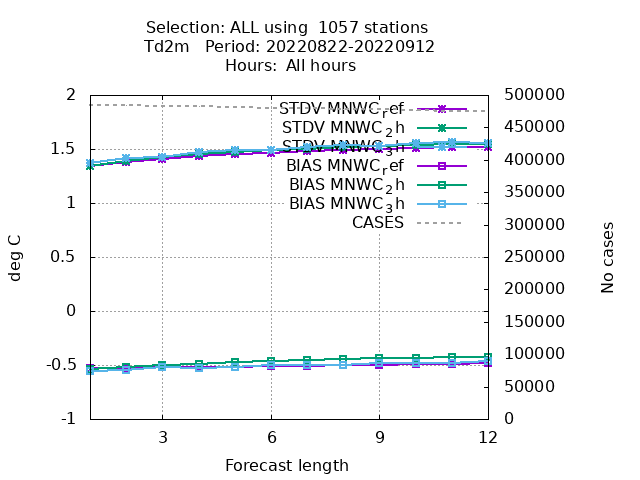 Selection: ALL using  1057 stations
Td2m   Period: 20220822-20220912
Hours:  All hours
2
1.5
1
0.5
0
-0.5
-1
deg C
3
6
9
12
Forecast length
500000
450000
400000
350000
300000
250000
200000
150000
100000
50000
0
No cases
STDV MNWC_ref
STDV MNWC_2h
STDV MNWC_3h
BIAS MNWC_ref
BIAS MNWC_2h
BIAS MNWC_3h
CASES